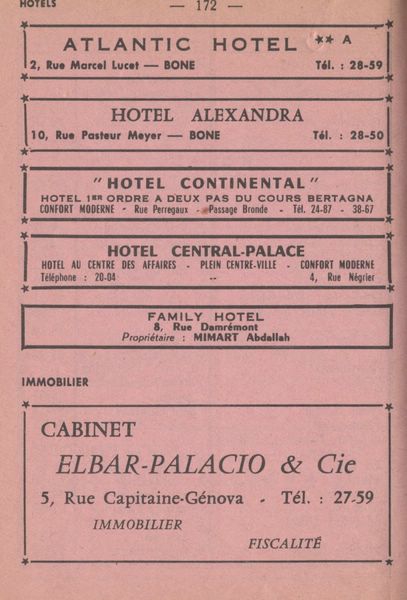 HOTELS
— 172 —
ATLANTIC HOTEL ** A
2, Rue Marcel Lucet — BONE Tél. : 28-59
HOTEL ALEXANDRA
10, Rue Pasteur Meyer — BONE Tél. : 28-50
"HOTEL CONTINENTAL"
HOTEL 1ER ORDRE A DEUX PAS DU COURS BERTAGNA
CONFORT MODERNE - Rue Perregaux - Passage Bronde - Tél. 24-87 - 38-67
HOTEL CENTRAL-PALACE
HOTEL AU CENTRE DES AFFAIRES - PLEIN CENTRE-VILLE - CONFORT MODERNE
Téléphone : 20-04 -- 4, Rue Négrier
FAMILY HOTEL
8, Rue Damrémont
Propriétaire : MIMART Abdallah
IMMOBILIER
CABINET
ELBAR-PALACIO & Cie
5, Rue Capitaine-Génova - Tél. : 27-59
IMMOBILIER
FISCALITÉ